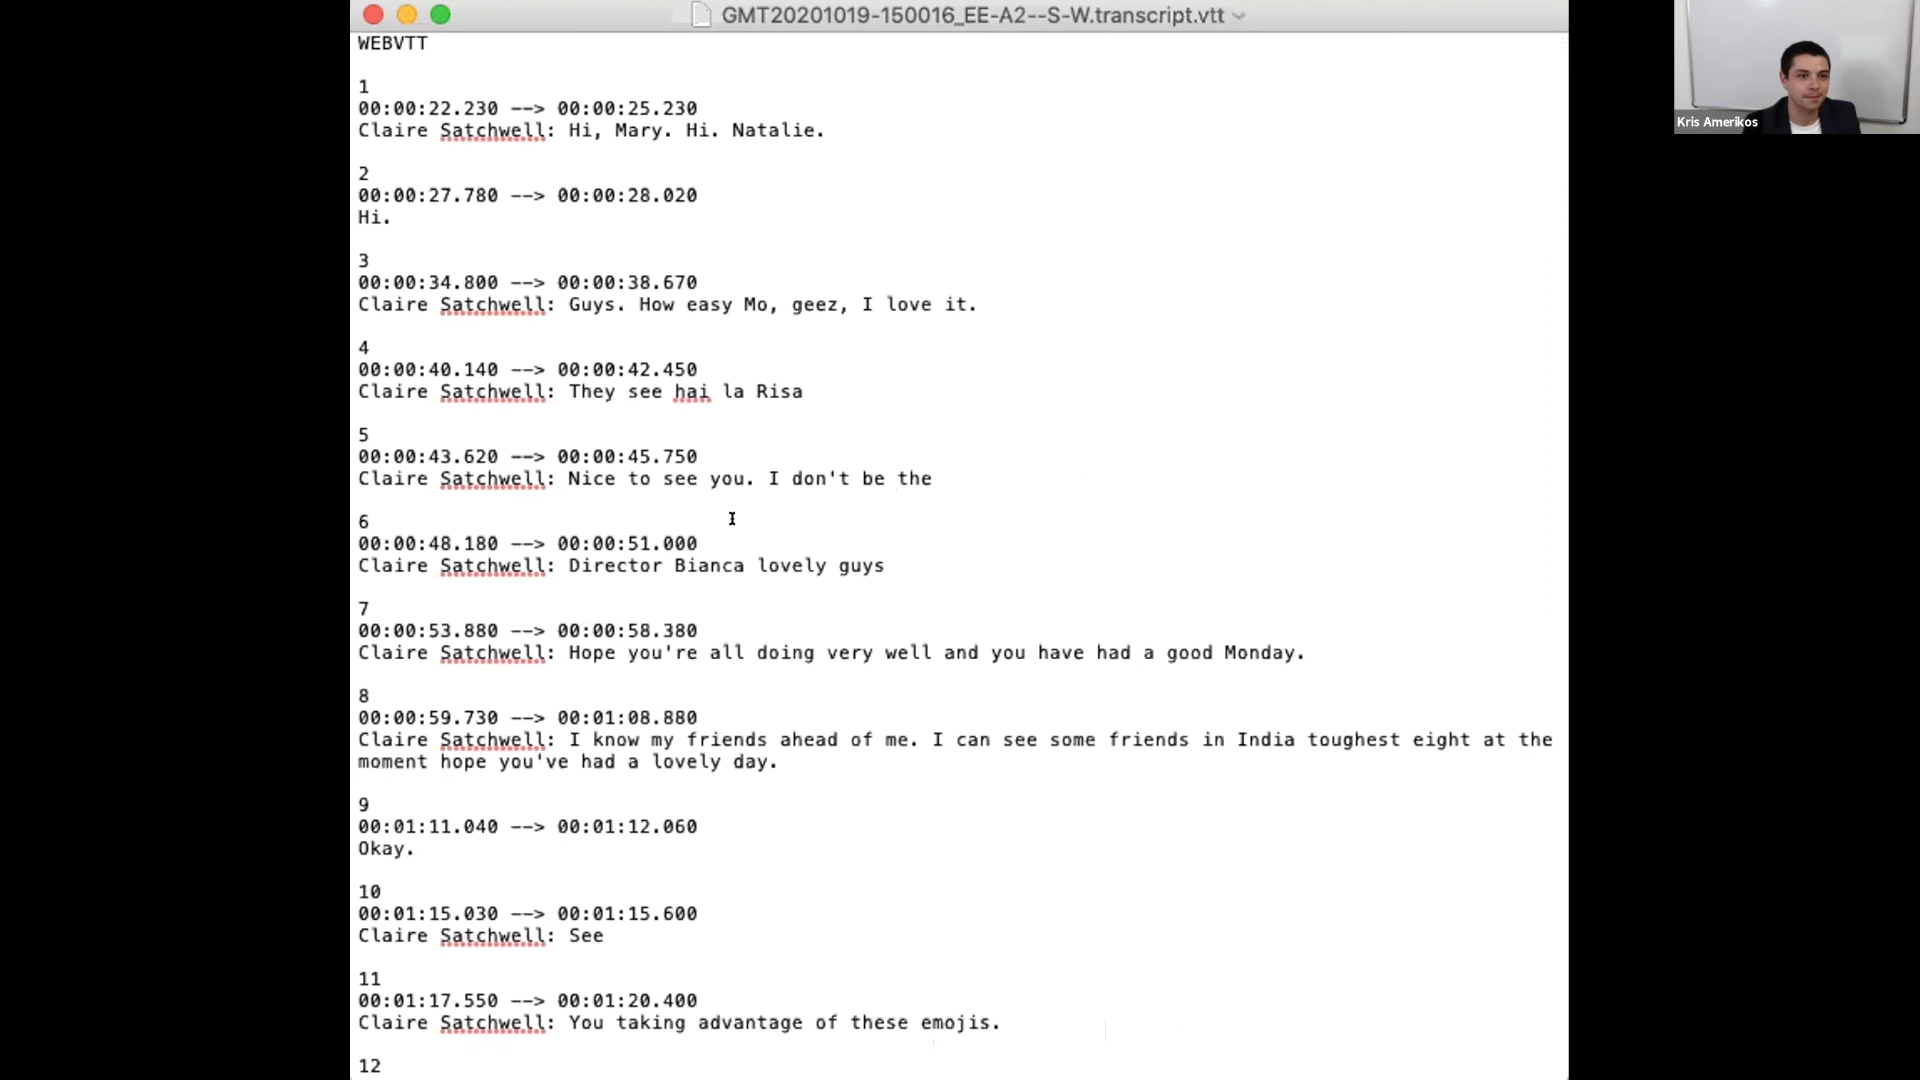 GMT20201019-150016_EE-A2--S-W.transcript.vtt
WEBVTT
1
00:00:22.230 --> 00:00:25.230
Claire Satchwell: Hi, Mary. Hi. Natalie.
2
00:00:27.780 --> 00:00:28.020
Hi.
3
00:00:34.800 --> 00:00:38.670
Claire Satchwell: Guys. How easy Mo, geez, I love it.
4
00:00:40.140 --> 00:00:42.450
Claire Satchwell: They see hai la Risa
5
00:00:43.620 --> 00:00:45.750
Claire Satchwell: Nice to see you. I don't be the
6
00:00:48.180 --> 00:00:51.000
Claire Satchwell: Director Bianca lovely guys
7
00:00:53.880 --> 00:00:58.380
Claire Satchwell: Hope you're all doing very well and you have had a good Monday.
8
00:00:59.730 --> 00:01:08.880
Claire Satchwell: I know my friends ahead of me. I can see some friends in India toughest eight at the
moment hope you've had a lovely day.
9
00:01:11.040 --> 00:01:12.060
Okay.
10
00:01:15.030 --> 00:01:15.600
Claire Satchwell: See
11
00:01:17.550 --> 00:01:20.400
Claire Satchwell: You taking advantage of these emojis.
12
Kris Amerikos